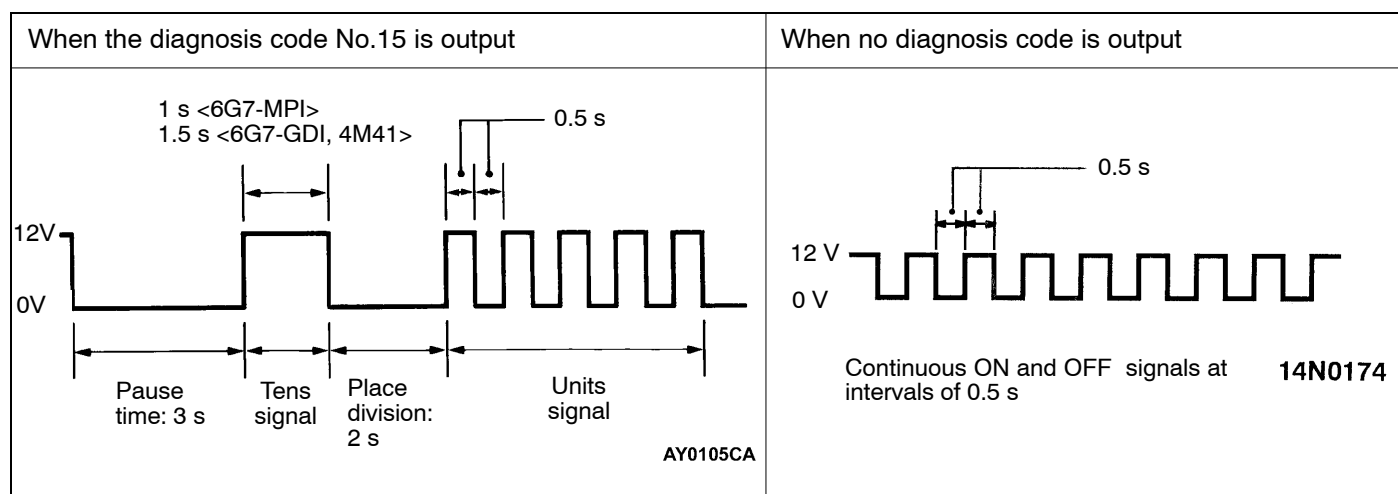 When the diagnosis code No.15 is output
1 s <6G7-MPI>
1.5 s <6G7-GDI, 4M41>
0.5 s
12V
0V
Pause
time: 3 s
Tens
signal
Place
division:
2 s
Units
signal
AY0105CA
When no diagnosis code is output
0.5 s
12 V
0 V
Continuous ON and OFF signals at
intervals of 0.5 s
14N0174